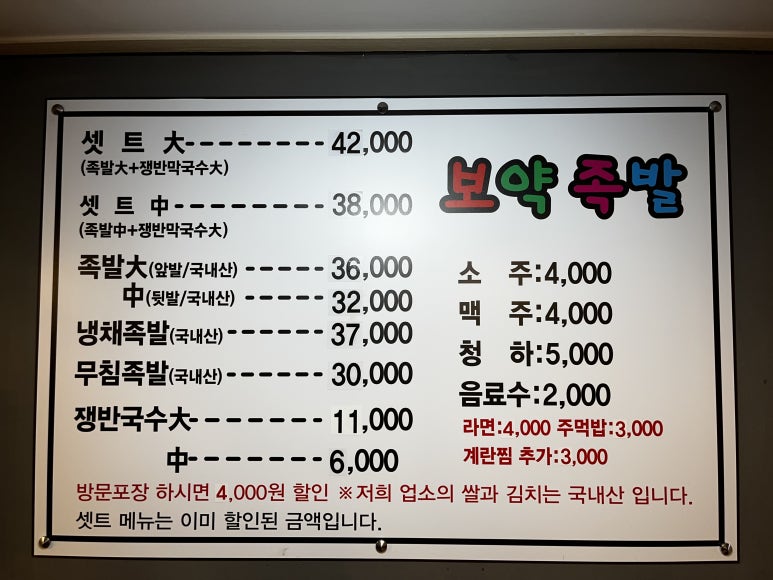 셋 트 大--------42,000
(족발大+쟁반막국수大)
셋 트 中---------38,000
(족발中+쟁반막국수大)
족발大(앞발/국내산)-----36,000
中(뒷발/국내산)-----32,000
냉채족발(국내산)------37,000
무침족발(국내산)------30,000
쟁반국수大--------11,000
中--------6,000
보약 족발
소 주:4,000
맥 주:4,000
청 하:5,000
음료수:2,000
라면:4,000 주먹밥:3,000
계란찜 추가:3,000
방문포장 하시면 4,000원 할인 ※저희 업소의 쌀과 김치는 국내산 입니다.
셋트 메뉴는 이미 할인된 금액입니다.